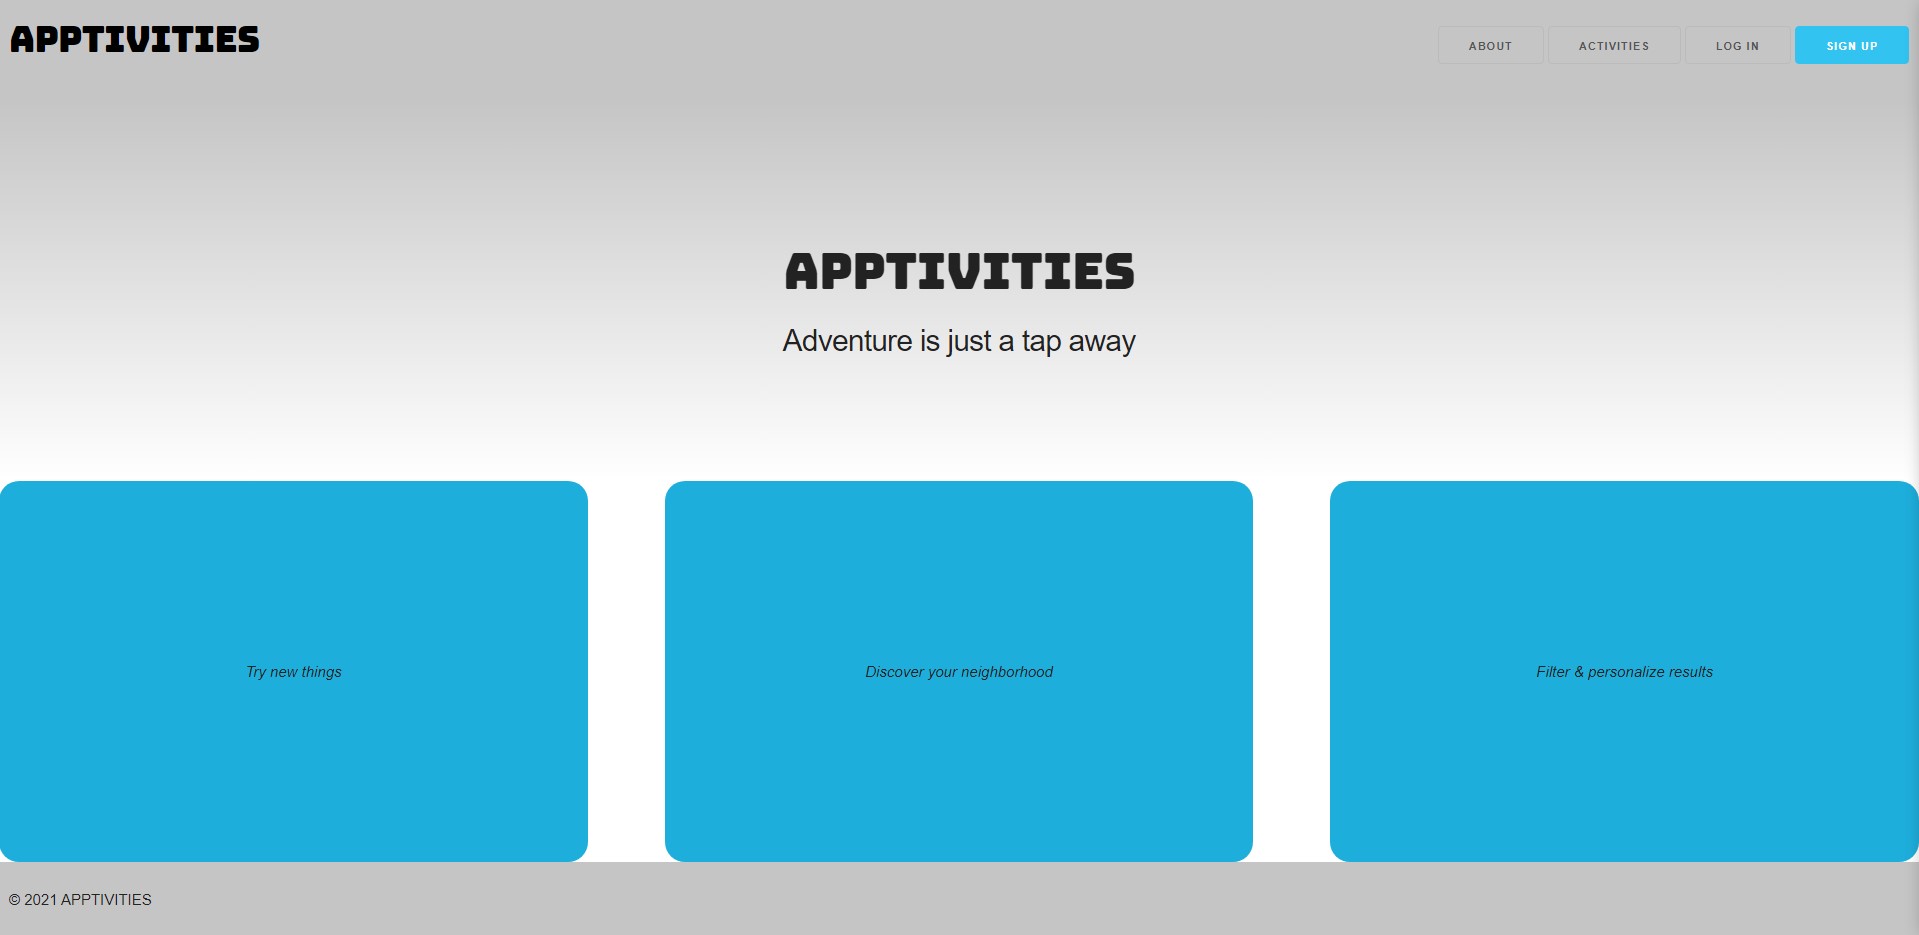 APPTIVITIES
ABOUT
ACTIVITIES
LOG IN
SIGN UP
APPTIVITIES
Adventure is just a tap away
Try new things
Discover your neighborhood
Filter & personalize results
© 2021 APPTIVITIES